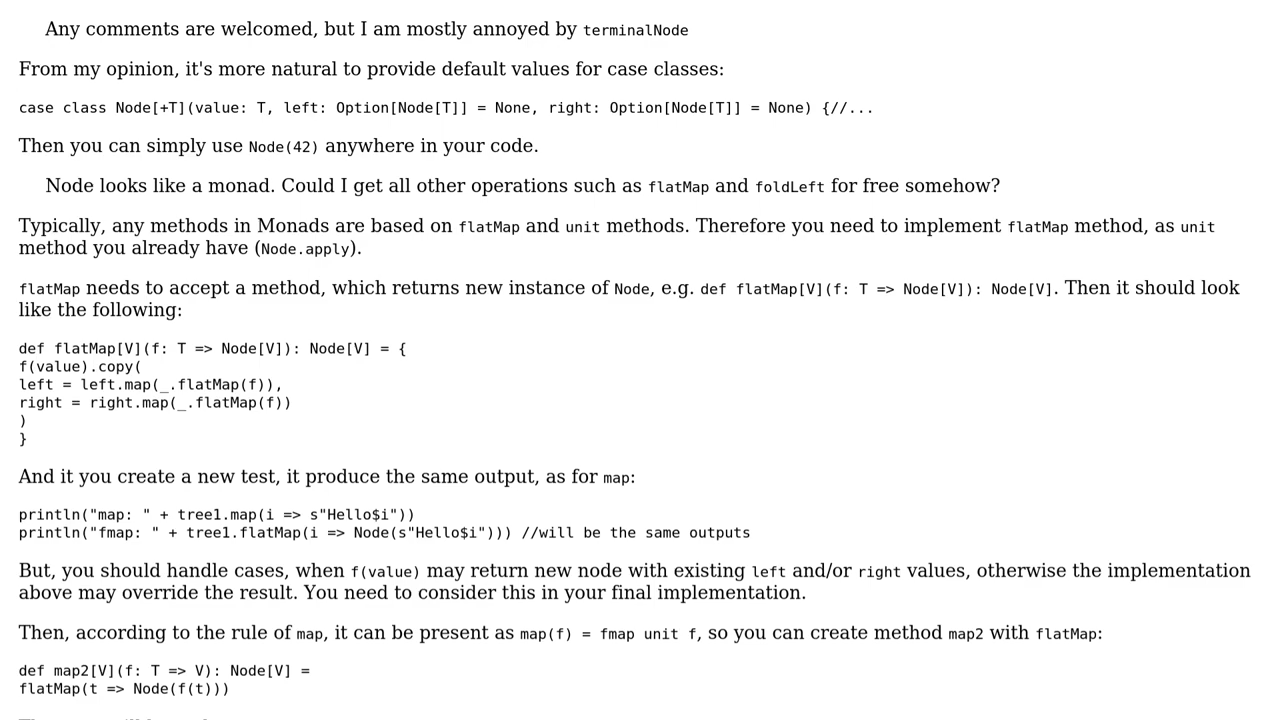 Any comments are welcomed, but I am mostly annoyed by terminalNode
From my opinion, it's more natural to provide default values for case classes:
case class Node[+T](value: T, left: Option[Node[T]] = None, right: Option[Node[T]] = None) {//...
Then you can simply use Node(42) anywhere in your code.
Node looks like a monad. Could I get all other operations such as flatMap and foldLeft for free somehow?
Typically, any methods in Monads are based on flatMap and unit methods. Therefore you need to implement flatMap method, as unit
method you already have (Node.apply).
flatMap needs to accept a method, which returns new instance of Node, e.g. def flatMap[V](f: T => Node[V]): Node[V]. Then it should look
like the following:
def flatMap[V](f: T => Node[V]): Node[V] = {
f(value).copy(
left = left.map(_.flatMap(f)),
right = right.map(_.flatMap(f))
)
}
And it you create a new test, it produce the same output, as for map:
println("map: " + tree1.map(i => s"Hello$i"))
println("fmap: " + tree1.flatMap(i => Node(s"Hello$i"))) //will be the same outputs
But, you should handle cases, when f(value) may return new node with existing left and/or right values, otherwise the implementation
above may override the result. You need to consider this in your final implementation.
Then, according to the rule of map, it can be present as map(f) = fmap unit f, so you can create method map2 with flatMap:
def map2[V](f: T => V): Node[V] =
flatMap(t => Node(f(t)))